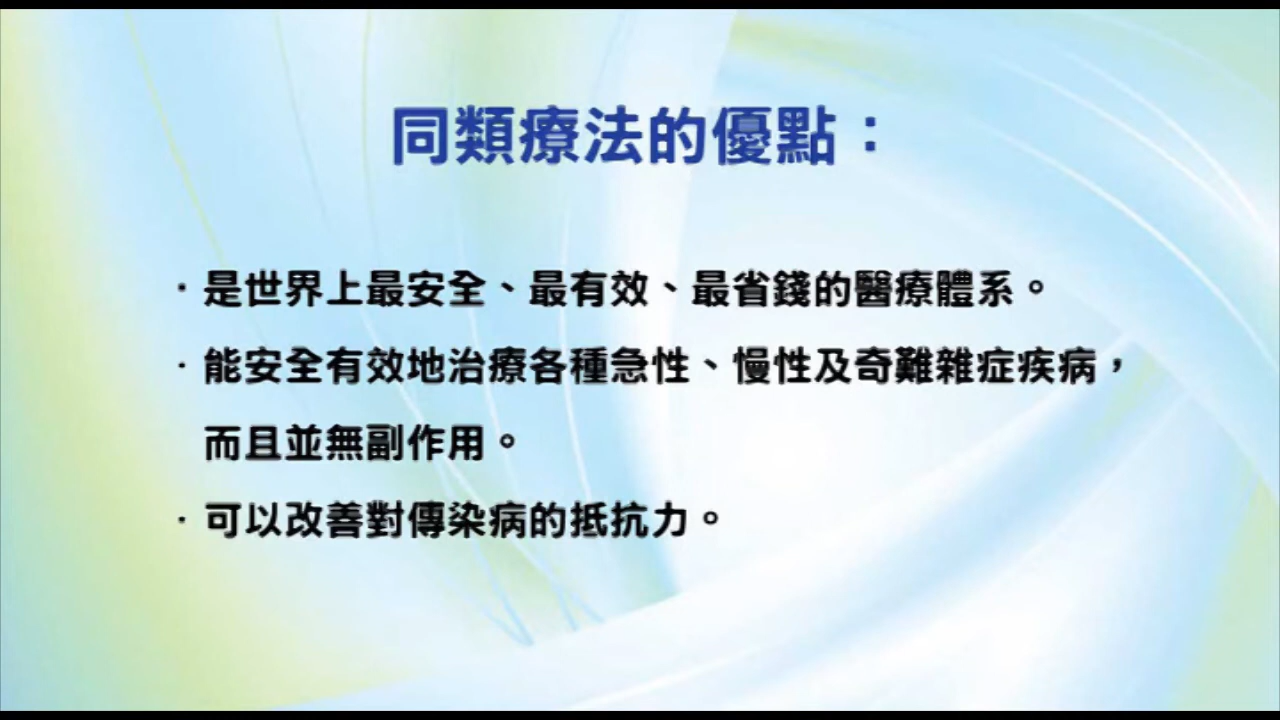 同類療法的優點：
· 是世界上最安全、最有效、最省錢的醫療體系。
· 能安全有效地治療各種急性、慢性及奇難雜症疾病，
而且並無副作用。
· 可以改善對傳染病的抵抗力。